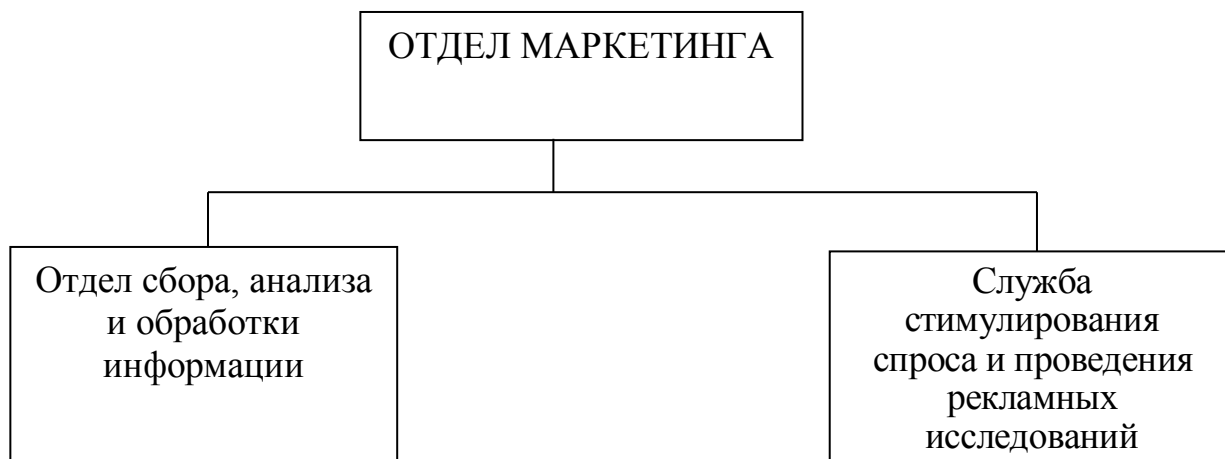 ОТДЕЛ МАРКЕТИНГА
Отдел сбора, анализа
и обработки
информации
Служба
стимулирования
спроса и проведения
рекламных
исследований